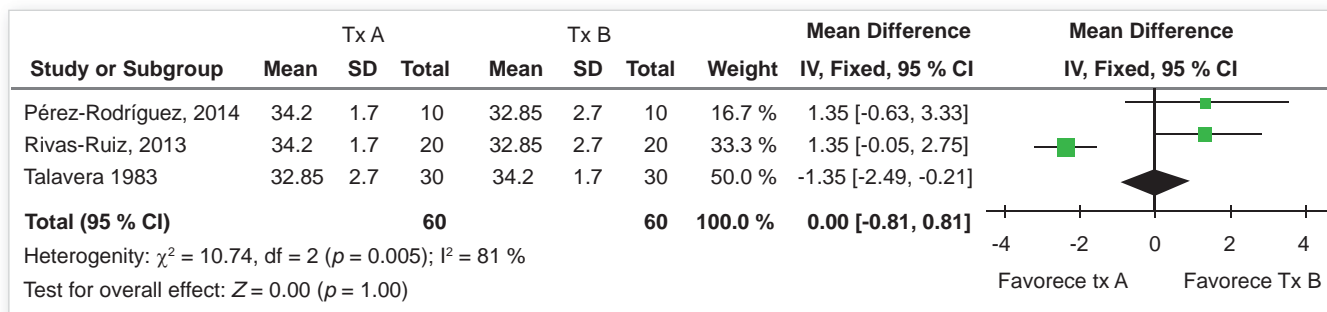 Tx A Tx B Mean Difference Mean Difference
Study or Subgroup Mean SD Total Mean SD Total Weight IV, Fixed, 95 % CI IV, Fixed, 95 % CI
Pérez-Rodríguez, 2014 34.2 1.7 10 32.85 2.7 10 16.7 % 1.35 [-0.63, 3.33]
Rivas-Ruiz, 2013 34.2 1.7 20 32.85 2.7 20 33.3 % 1.35 [-0.05, 2.75]
Talavera 1983 32.85 2.7 30 34.2 1.7 30 50.0 % -1.35 [-2.49, -0.21]
Total (95 % CI) 60 60 100.0 % 0.00 [-0.81, 0.81]
Heterogenity: χ² = 10.74, df = 2 (p = 0.005); I² = 81 %
Test for overall effect: Z = 0.00 (p = 1.00)
-4 -2 0 2 4
Favorece tx A Favorece Tx B